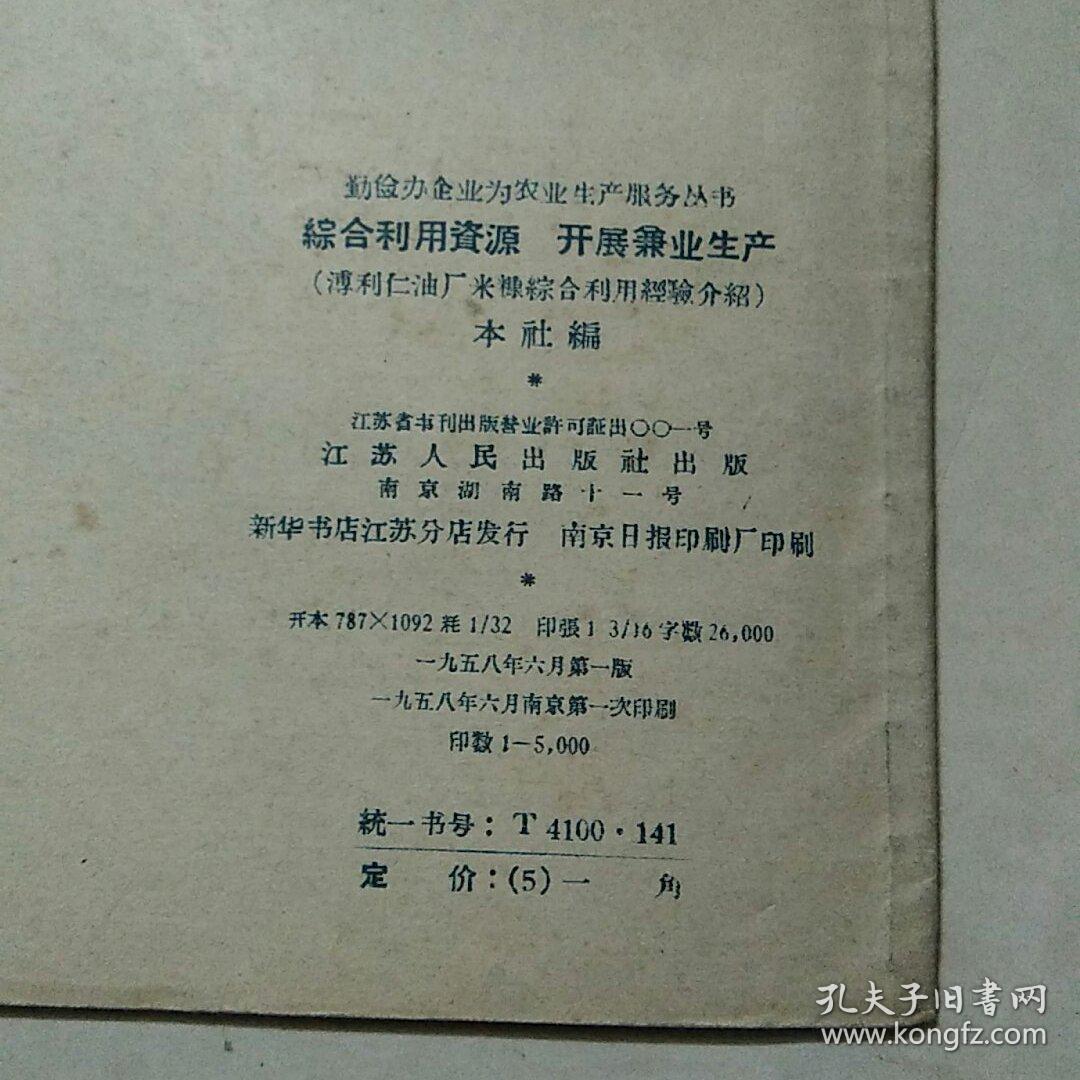 勤俭办企业为农业生产服务丛书
綜合利用資源 开展兼业生产
(溥利仁油厂米糠綜合利用經驗介紹)
本社編
*
江苏省书刊出版营业許可証出〇〇一号
江苏人民出版社出版
南京湖南路十一号
新华书店江苏分店发行 南京日报印刷厂印刷
*
开本 787×1092 耗 1/32 印張 1 3/16 字数 26,000
一九五八年六月第一版
一九五八年六月南京第一次印刷
印数 1—5,000
統一书号: T 4100·141
定 价: (5) 一 角
孔夫子旧書网
www.kongfz.com